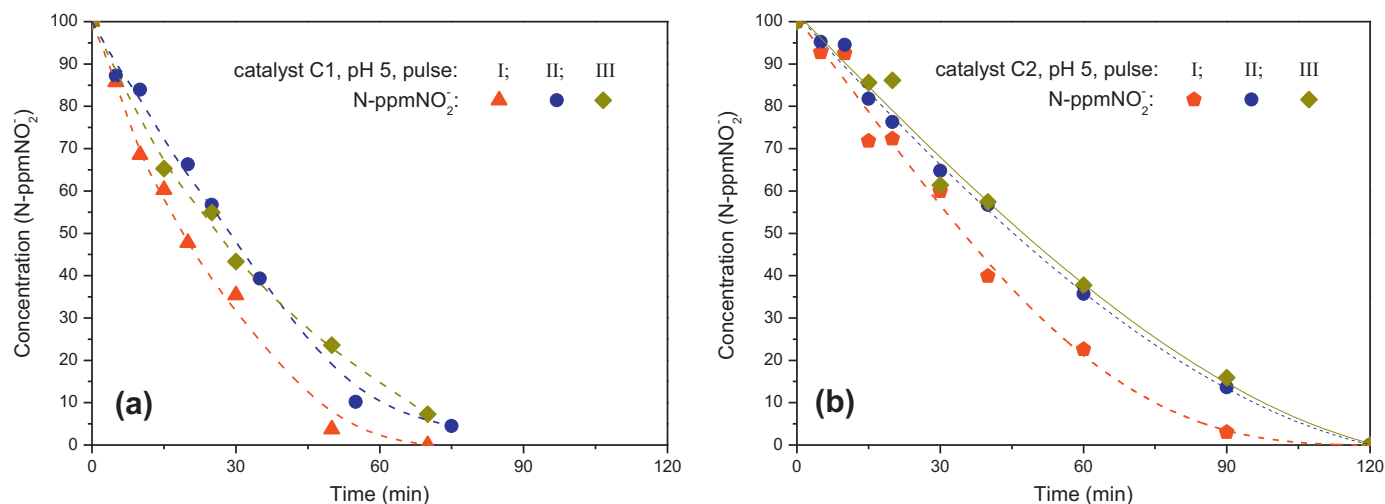 100
90
80
70
60
50
40
30
20
10
0
Concentration (N-ppmNO₂⁻)
catalyst C1, pH 5, pulse: I; II; III
N-ppmNO₂⁻:
(a)
0 30 60 90 120
Time (min)
100
90
80
70
60
50
40
30
20
10
0
Concentration (N-ppmNO₂⁻)
catalyst C2, pH 5, pulse: I; II; III
N-ppmNO₂⁻:
(b)
0 30 60 90 120
Time (min)